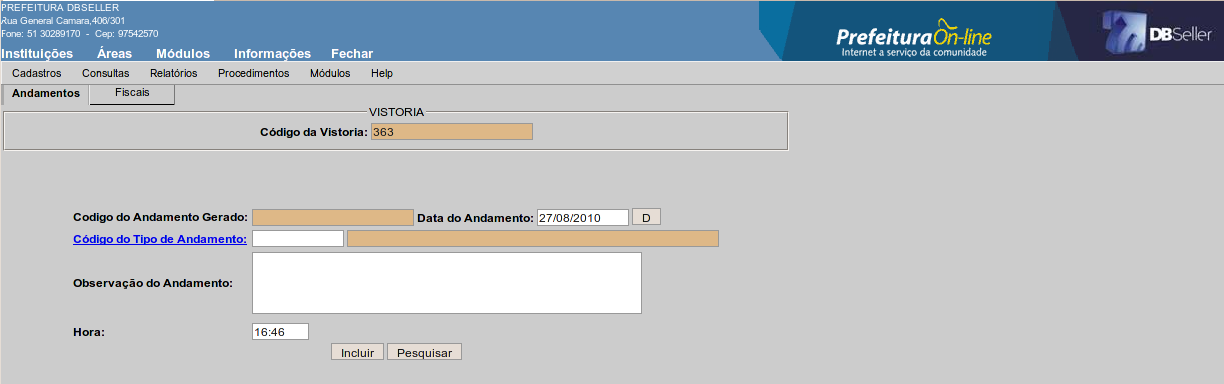 PREFEITURA DBSELLER
Rua General Camara,406/301
Fone: 51 30289170 - Cep: 97542570
Instituições Áreas Módulos Informações Fechar
PrefeituraOn-line
Internet a serviço da comunidade
DBSeller
Cadastros Consultas Relatórios Procedimentos Módulos Help
Andamentos Fiscais
VISTORIA
Código da Vistoria: 363
Codigo do Andamento Gerado: Data do Andamento: 27/08/2010 D
Código do Tipo de Andamento:
Observação do Andamento:
Hora: 16:46
Incluir Pesquisar